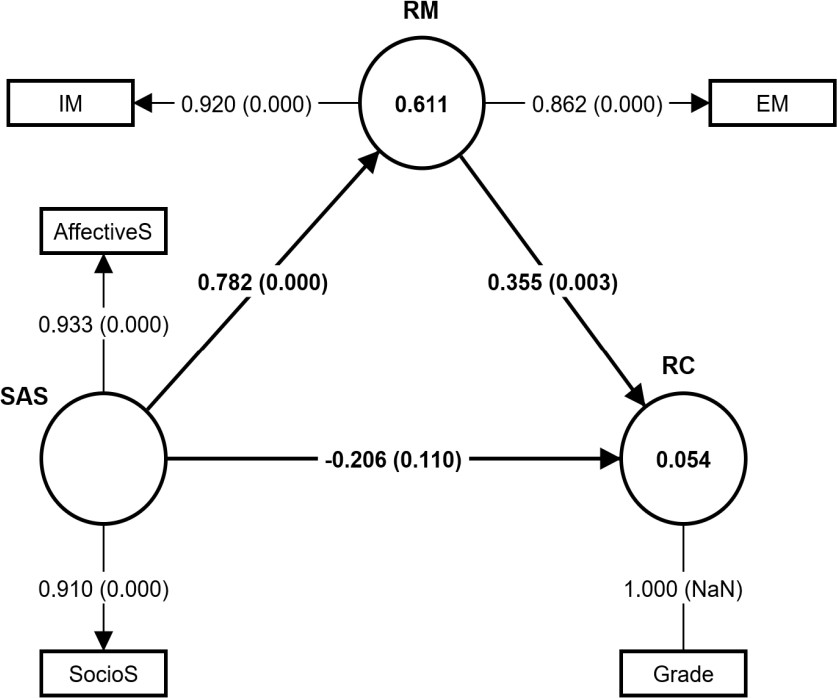 RM
IM
0.920 (0.000)
0.611
0.862 (0.000)
EM
AffectiveS
0.782 (0.000)
0.355 (0.003)
0.933 (0.000)
RC
SAS
-0.206 (0.110)
0.054
0.910 (0.000)
1.000 (NaN)
SocioS
Grade